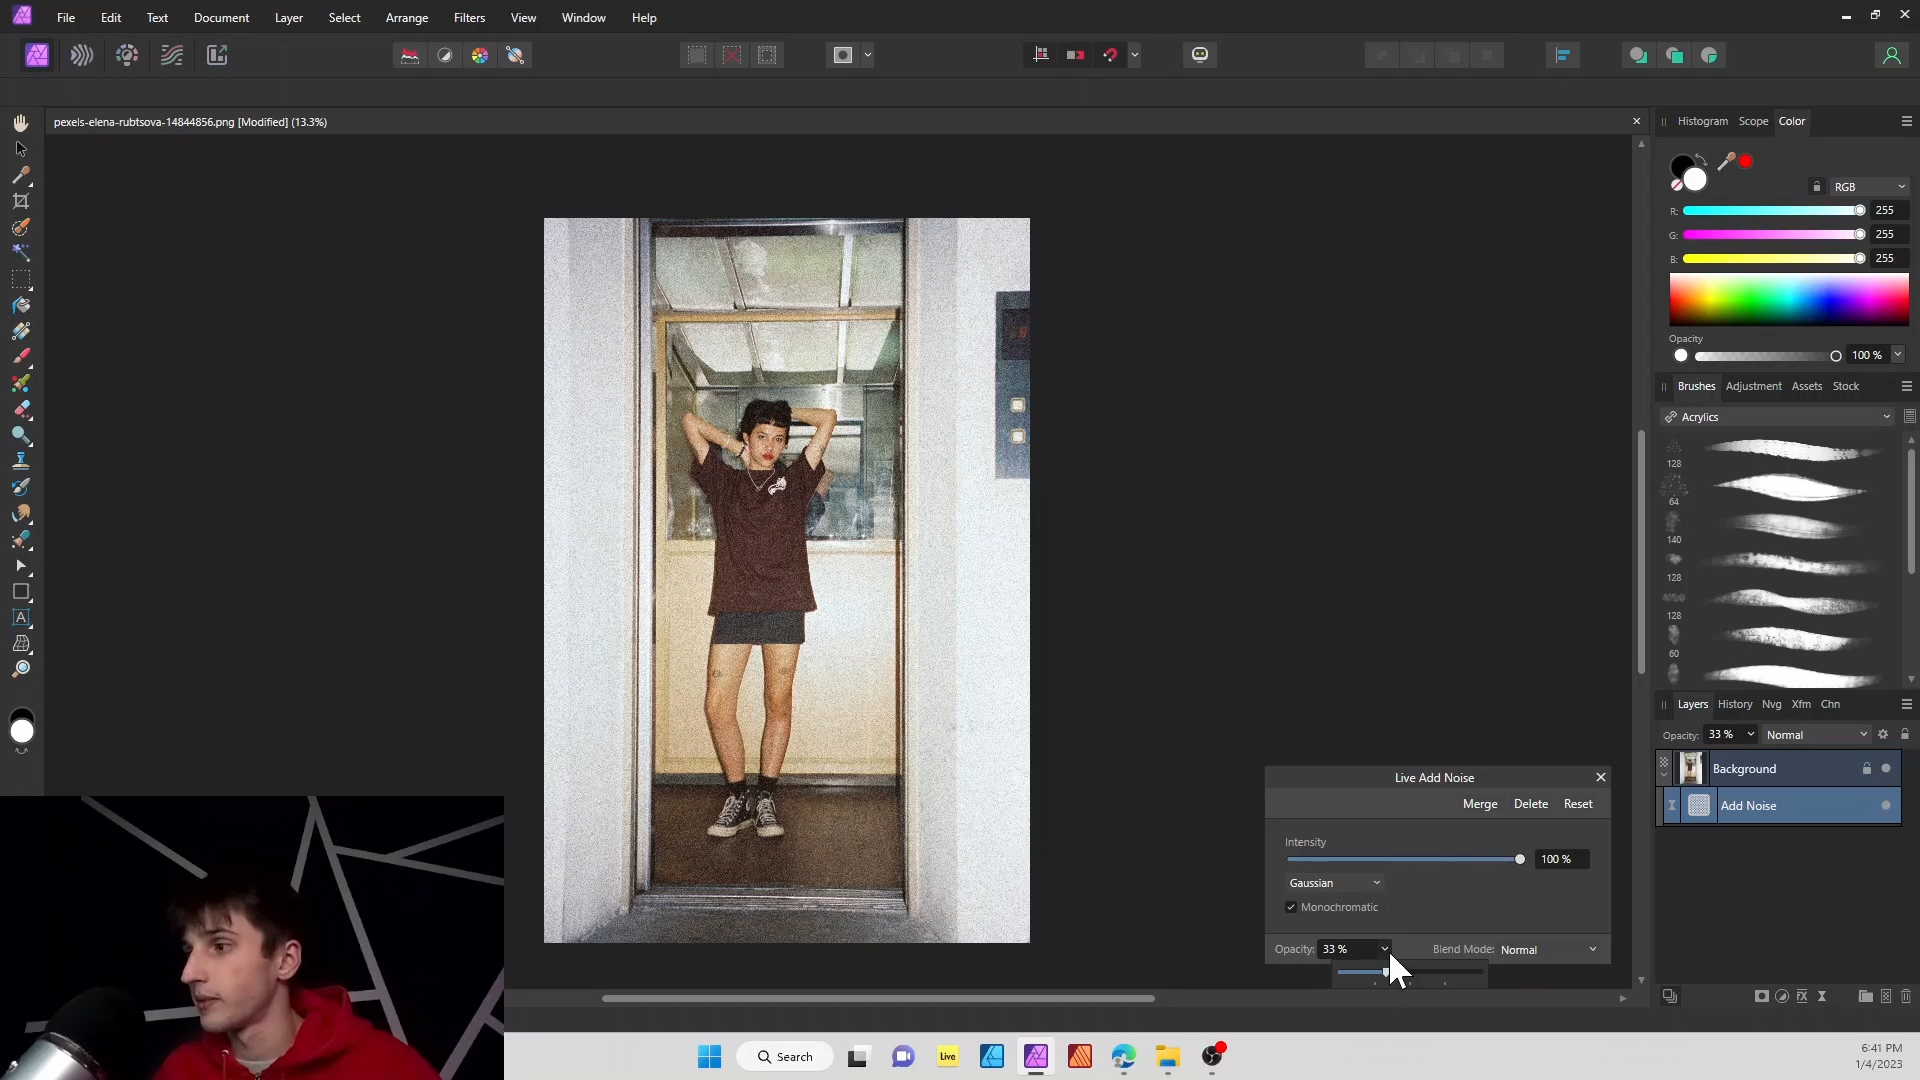 File Edit Text Document Layer Select Arrange Filters View Window Help
pexels-elena-rubtsova-14844856.png [Modified] (13.3%)
Histogram Scope Color
RGB
R: 255
G: 255
B: 255
Opacity
100 %
Brushes Adjustment Assets Stock
Acrylics
128
64
140
128
128
60
Layers History Nvg Xfm Chn
Opacity: 33 % Normal
Background
Add Noise
Live Add Noise
Merge Delete Reset
Intensity
100 %
Gaussian
Monochromatic
Opacity: 33 % Blend Mode: Normal
Search
Live
6:41 PM
1/4/2023